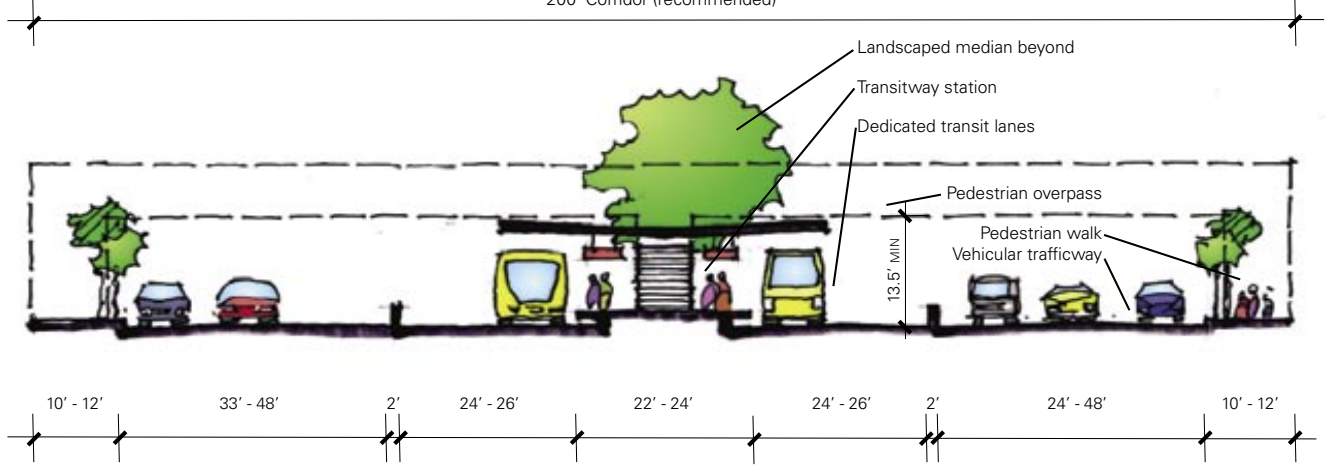 200' Corridor (recommended)
Landscaped median beyond
Transitway station
Dedicated transit lanes
Pedestrian overpass
Pedestrian walk
Vehicular trafficway
13.5' MIN
10' - 12'
33' - 48'
2'
24' - 26'
22' - 24'
24' - 26'
2'
24' - 48'
10' - 12'